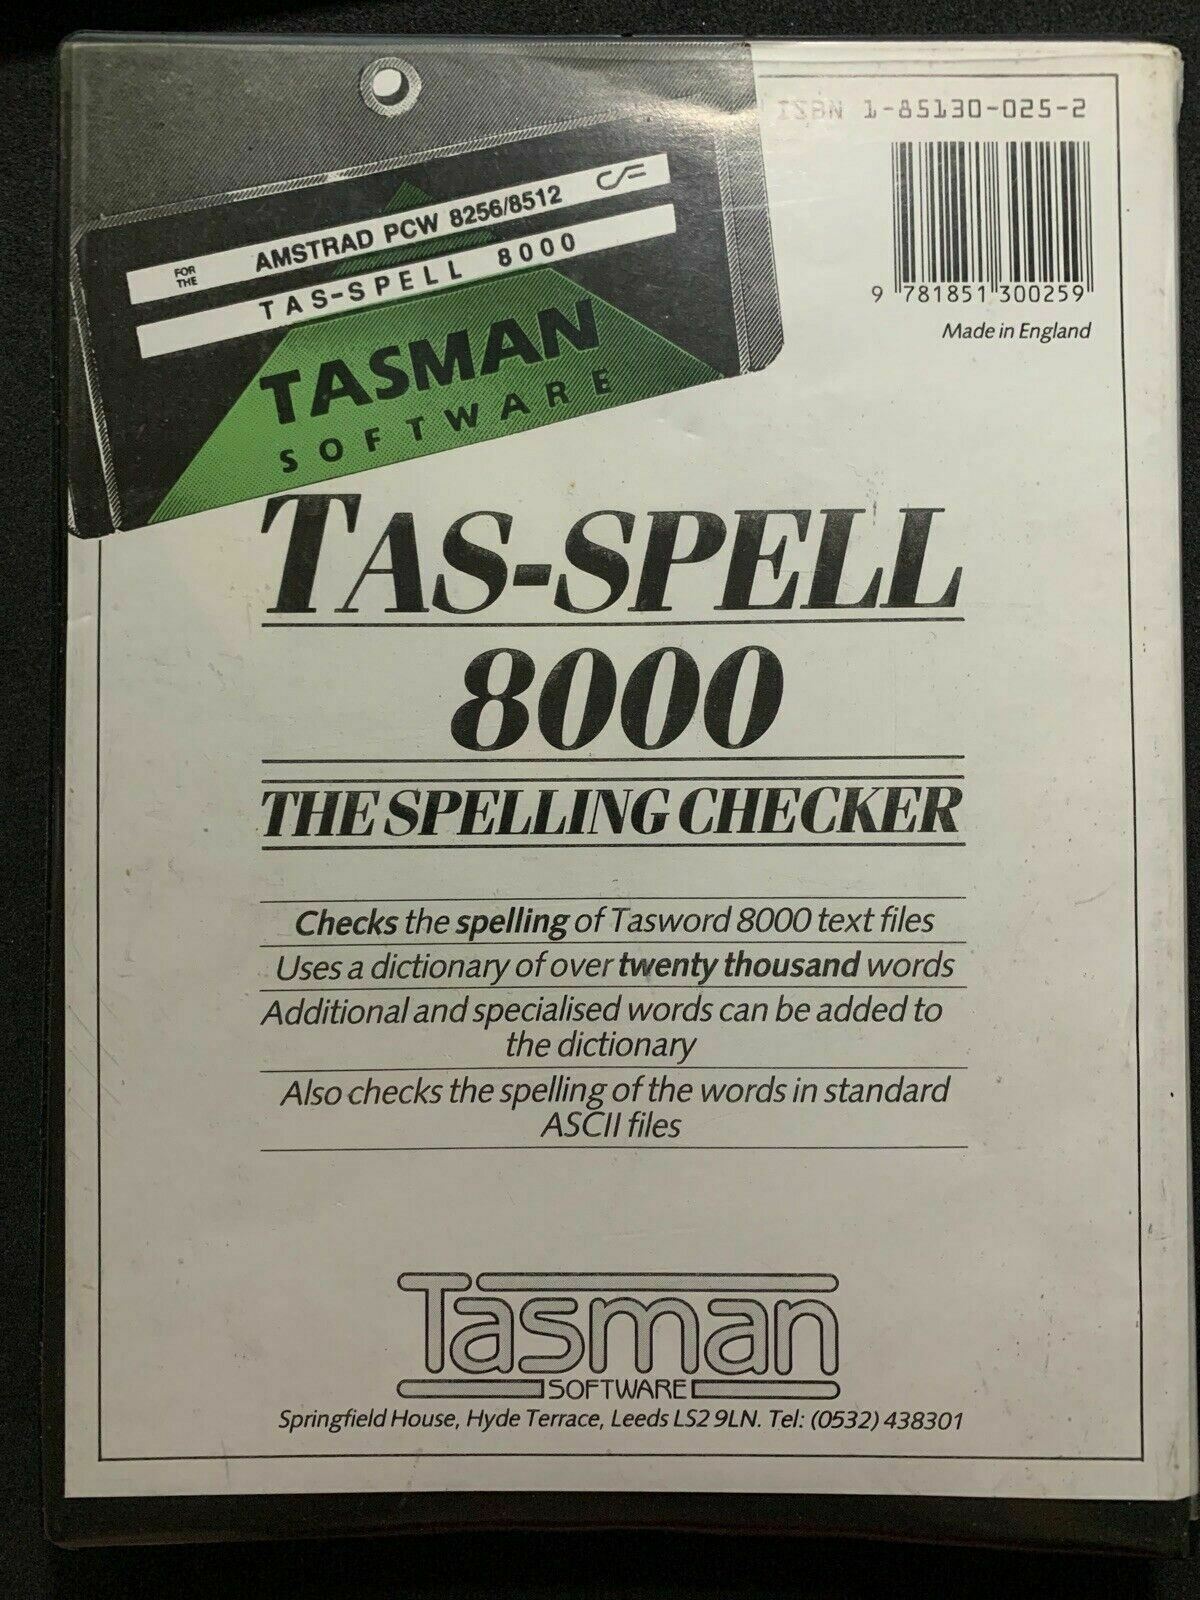 ISBN 1-85130-025-2
9 781851 300259
Made in England
FOR THE
AMSTRAD PCW 8256/8512
CF
TAS-SPELL 8000
TASMAN
SOFTWARE
TAS-SPELL
8000
THE SPELLING CHECKER
Checks the spelling of Tasword 8000 text files
Uses a dictionary of over twenty thousand words
Additional and specialised words can be added to
the dictionary
Also checks the spelling of the words in standard
ASCII files
Tasman
SOFTWARE
Springfield House, Hyde Terrace, Leeds LS2 9LN. Tel: (0532) 438301